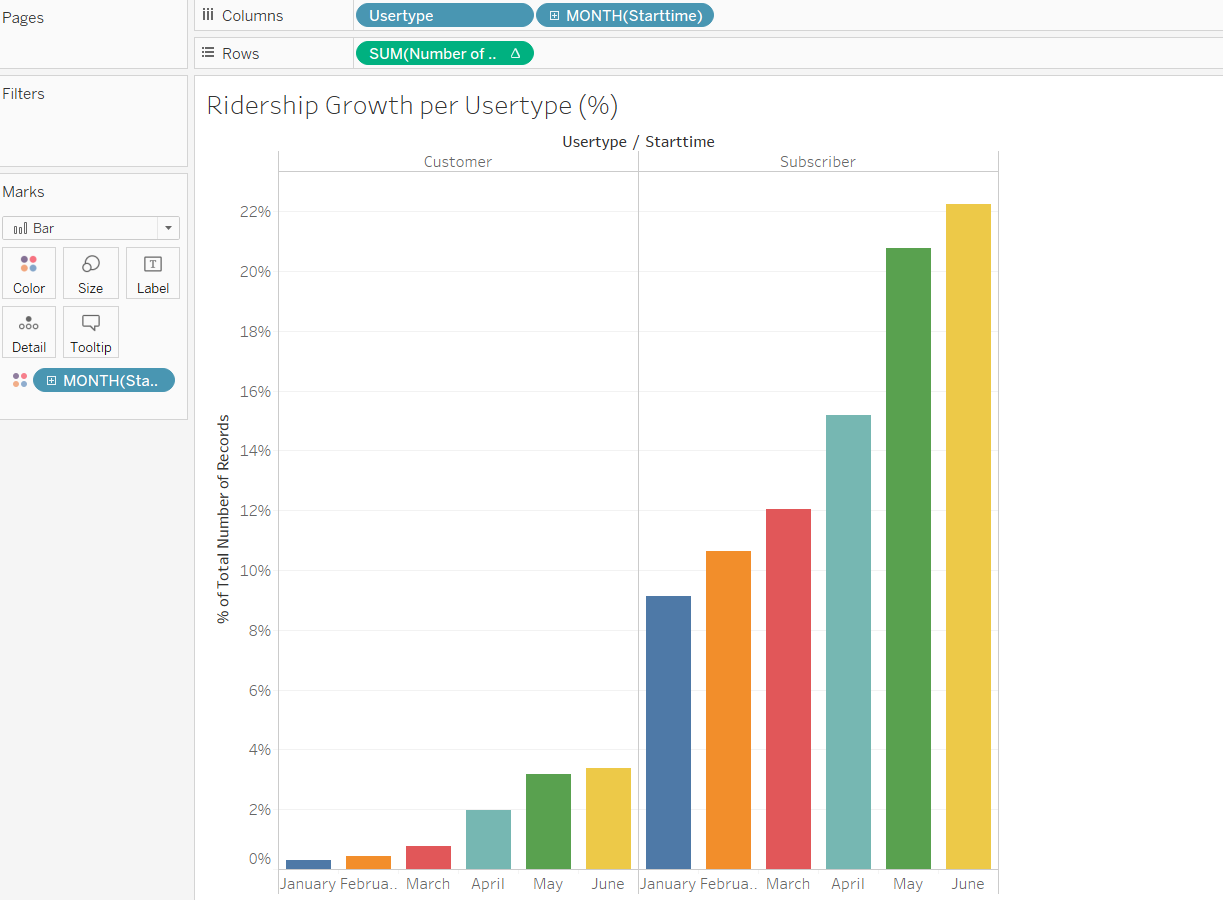 Pages
Columns
Usertype
MONTH(Starttime)
Rows
SUM(Number of ..
Filters
Marks
Bar
Color
Size
Label
Detail
Tooltip
MONTH(Sta..
Ridership Growth per Usertype (%)
Usertype / Starttime
Customer
Subscriber
% of Total Number of Records
22%
20%
18%
16%
14%
12%
10%
8%
6%
4%
2%
0%
January Februa.. March April May June January Februa.. March April May June